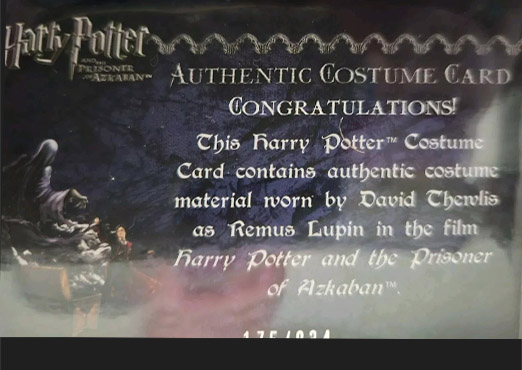 Harry Potter
AND THE
PRISONER
OF AZKABAN™
AUTHENTIC COSTUME CARD
CONGRATULATIONS!
This Harry Potter™ Costume
Card contains authentic costume
material worn by David Thewlis
as Remus Lupin in the film
Harry Potter and the Prisoner
of Azkaban™.